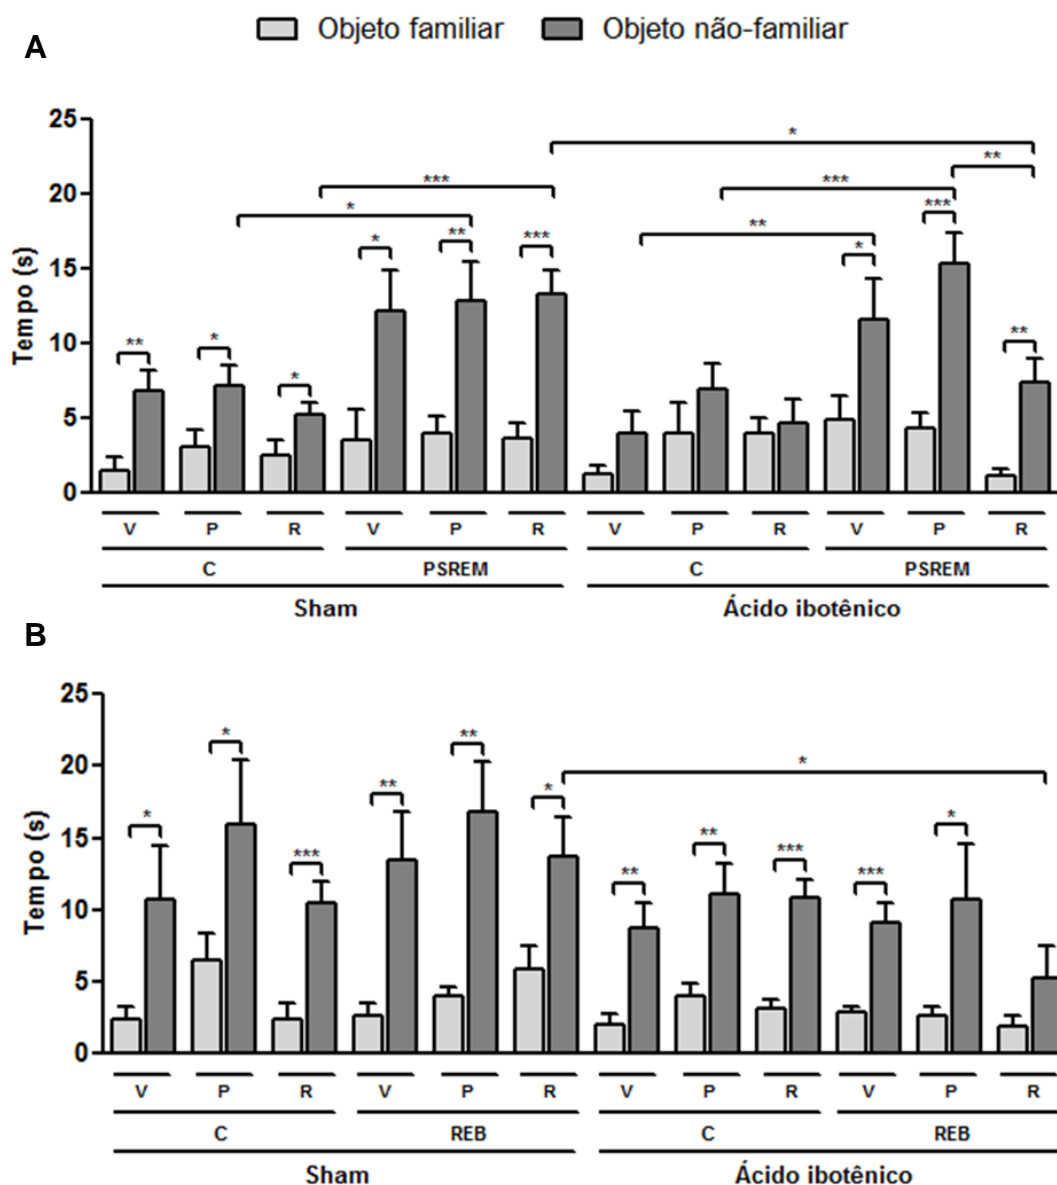 Objeto familiar Objeto não-familiar
A
25
20
15
10
5
0
Tempo (s)
*
**
***
***
*
**
* ** *** * *** **
** * *
V P R V P R V P R V P R
C PSREM C PSREM
Sham Ácido ibotênico
B
25
20
15
10
5
0
Tempo (s)
* ** *
* ** * ** *** *** *
***
V P R V P R V P R V P R
C REB C REB
Sham Ácido ibotênico